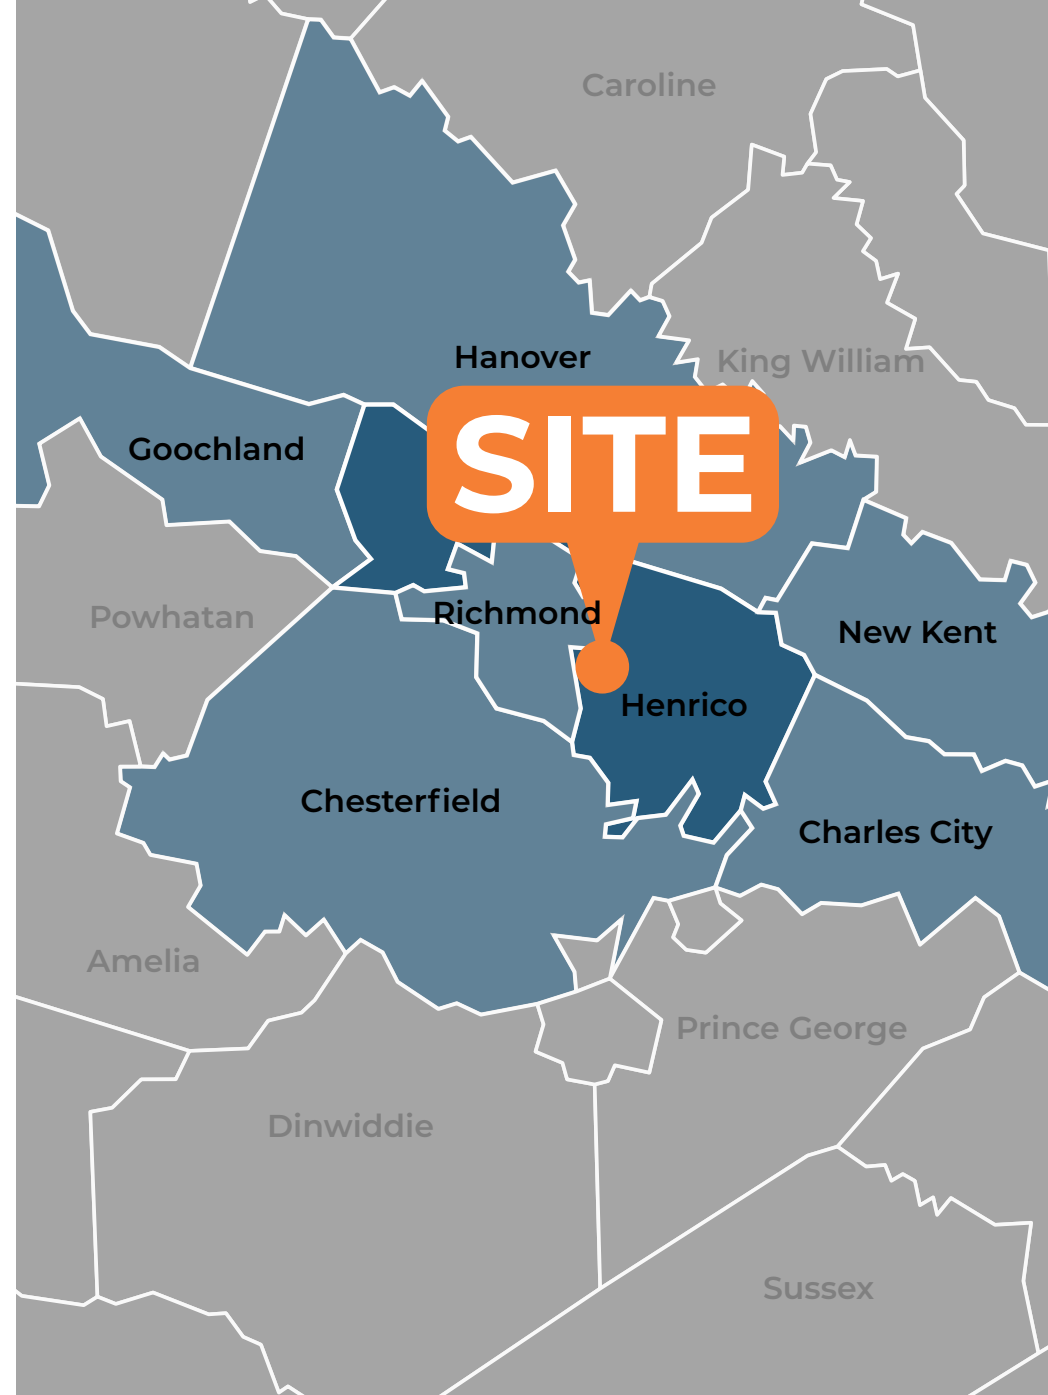 Caroline
Hanover
King William
Goochland
SITE
Powhatan
Richmond
New Kent
Henrico
Chesterfield
Charles City
Amelia
Prince George
Dinwiddie
Sussex